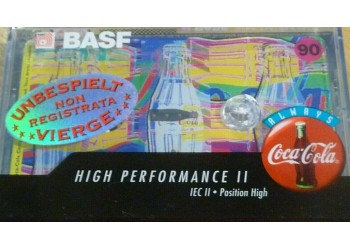 BASF
90
UNBESPIELT
NON
REGISTRATA
VIERGE
ALWAYS
Coca-Cola
HIGH PERFORMANCE II
IEC II • Position High